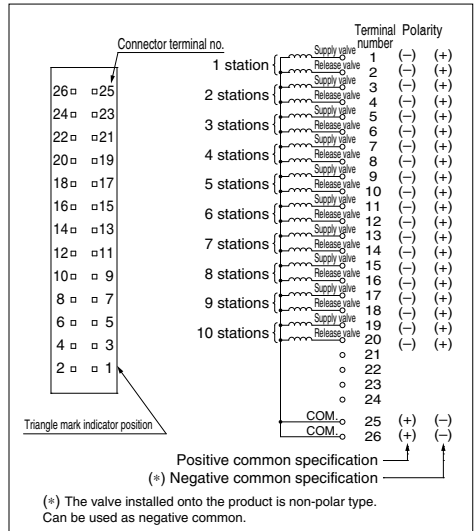 Terminal number Polarity
Connector terminal no.
26 25
24 23
22 21
20 19
18 17
16 15
14 13
12 11
10 9
8 7
6 5
4 3
2 1
Triangle mark indicator position
1 station Supply valve 1 (−) (+)
Release valve 2 (−) (+)
2 stations Supply valve 3 (−) (+)
Release valve 4 (−) (+)
3 stations Supply valve 5 (−) (+)
Release valve 6 (−) (+)
4 stations Supply valve 7 (−) (+)
Release valve 8 (−) (+)
5 stations Supply valve 9 (−) (+)
Release valve 10 (−) (+)
6 stations Supply valve 11 (−) (+)
Release valve 12 (−) (+)
7 stations Supply valve 13 (−) (+)
Release valve 14 (−) (+)
8 stations Supply valve 15 (−) (+)
Release valve 16 (−) (+)
9 stations Supply valve 17 (−) (+)
Release valve 18 (−) (+)
10 stations Supply valve 19 (−) (+)
Release valve 20 (−) (+)
21
22
23
24
COM. 25 (+) (−)
COM. 26 (+) (−)
Positive common specification
(∗) Negative common specification
(∗) The valve installed onto the product is non-polar type.
Can be used as negative common.